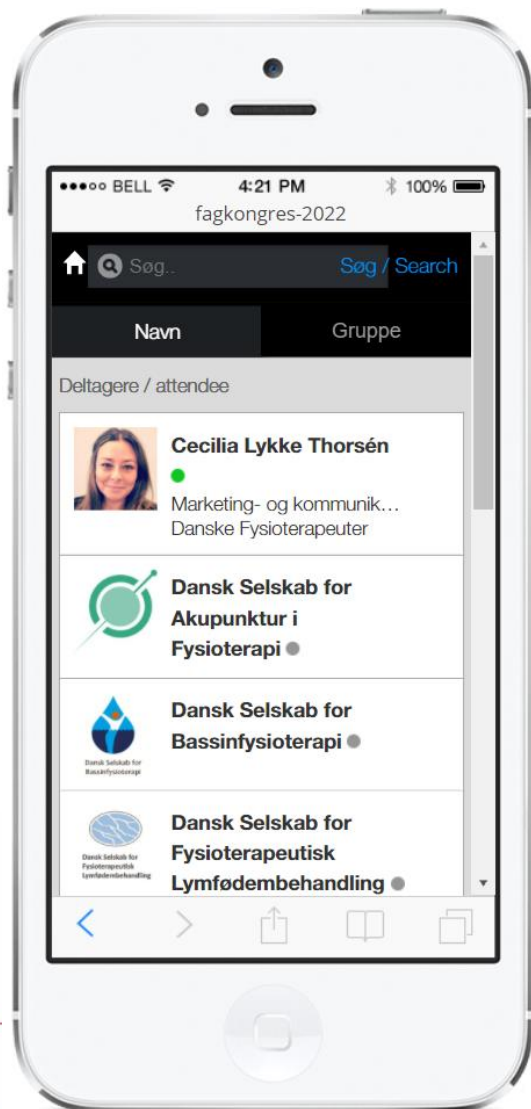 ●●●○○ BELL 4:21 PM 100%
fagkongres-2022
Søg.. Søg / Search
Navn Gruppe
Deltagere / attendee
Cecilia Lykke Thorsén
Marketing- og kommunik...
Danske Fysioterapeuter
Dansk Selskab for
Akupunktur i
Fysioterapi
Dansk Selskab for
Bassinfysioterapi
Dansk Selskab for
Bassinfysioterapi
Dansk Selskab for
Fysioterapeutisk
Lymfødembehandling
Dansk Selskab for
Fysioterapeutisk
Lymfødembehandling